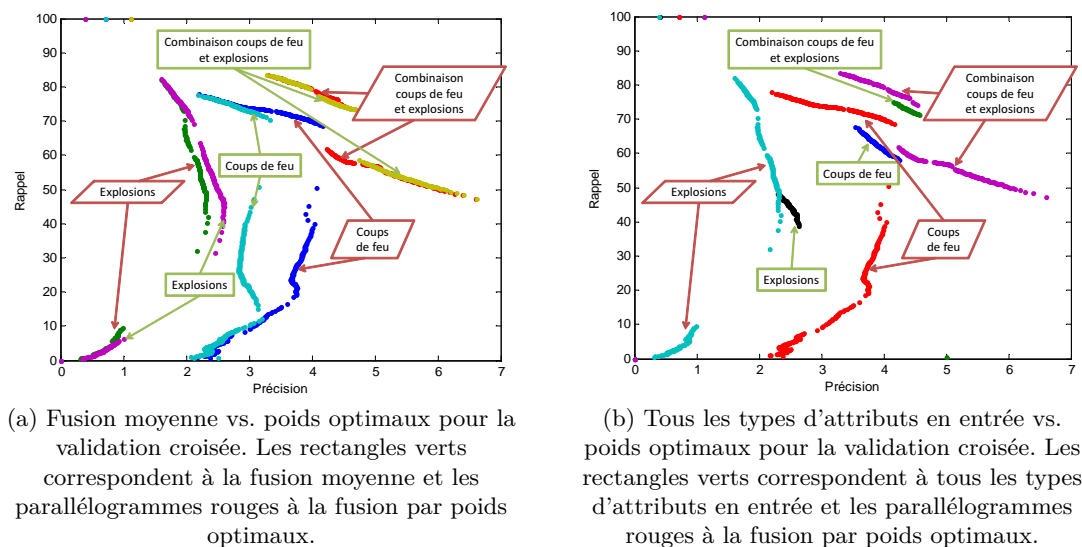 100
90
80
70
60
50
40
30
20
10
0
Rappel
0 1 2 3 4 5 6 7
Précision
Combinaison coups de feu
et explosions
Combinaison
coups de feu
et explosions
Coups de feu
Explosions
Coups
de feu
Explosions
(a) Fusion moyenne vs. poids optimaux pour la
validation croisée. Les rectangles verts
correspondent à la fusion moyenne et les
parallélogrammes rouges à la fusion par poids
optimaux.
100
90
80
70
60
50
40
30
20
10
0
Rappel
0 1 2 3 4 5 6 7
Précision
Combinaison coups de feu
et explosions
Combinaison
coups de feu
et explosions
Coups de feu
Explosions
Coups
de feu
Explosions
(b) Tous les types d'attributs en entrée vs.
poids optimaux pour la validation croisée. Les
rectangles verts correspondent à tous les types
d'attributs en entrée et les parallélogrammes
rouges à la fusion par poids optimaux.